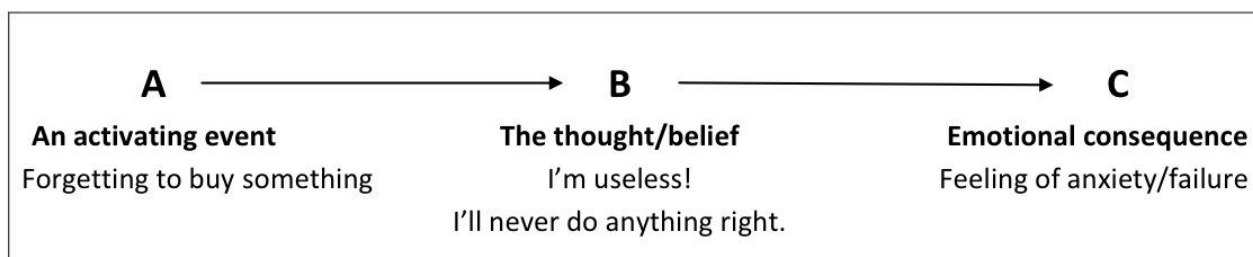 A B C
An activating event The thought/belief Emotional consequence
Forgetting to buy something I’m useless! Feeling of anxiety/failure
I’ll never do anything right.